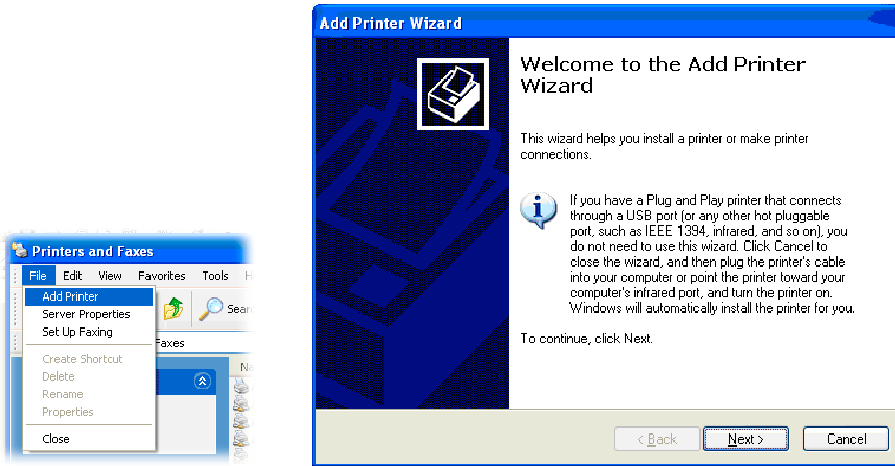 Printers and Faxes
File Edit View Favorites Tools
Add Printer
Server Properties
Set Up Faxing
Create Shortcut
Delete
Rename
Properties
Close
Faxes
Add Printer Wizard
Welcome to the Add Printer
Wizard
This wizard helps you install a printer or make printer
connections.
If you have a Plug and Play printer that connects
through a USB port (or any other hot pluggable
port, such as IEEE 1394, infrared, and so on), you
do not need to use this wizard. Click Cancel to
close the wizard, and then plug the printer's cable
into your computer or point the printer toward your
computer's infrared port, and turn the printer on.
Windows will automatically install the printer for you.
To continue, click Next.
< Back Next > Cancel